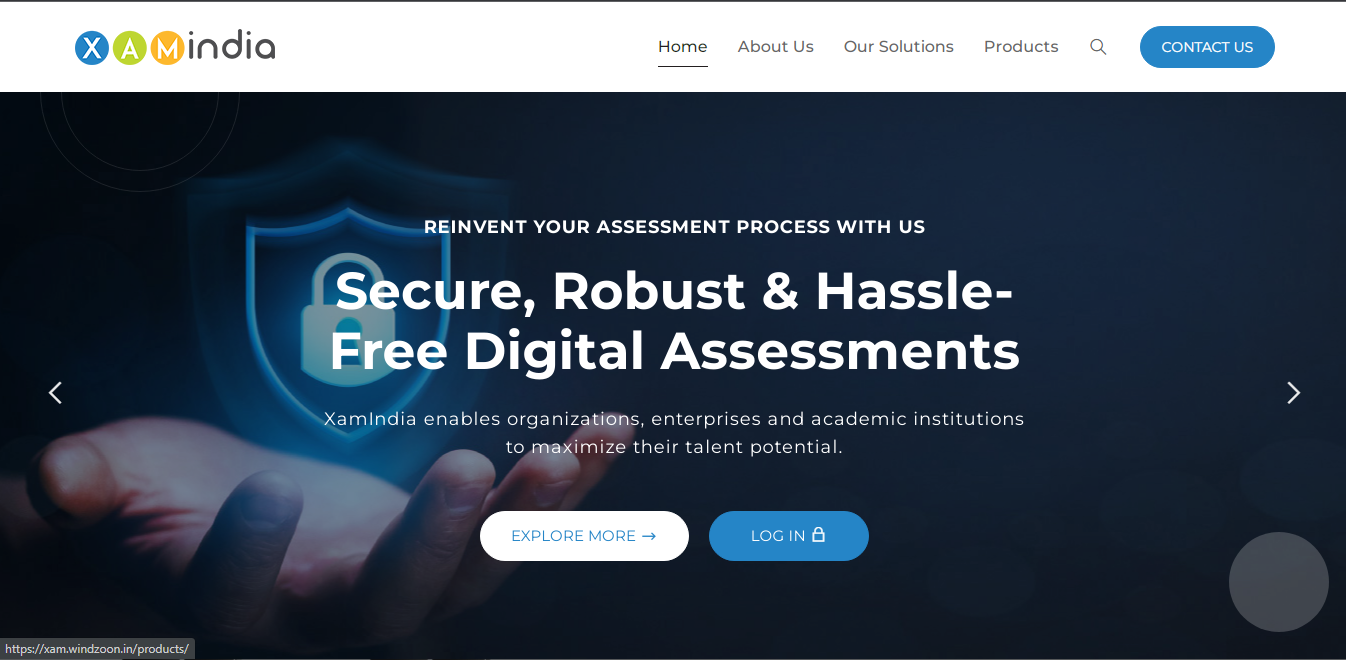 XAMindia
Home
About Us
Our Solutions
Products
CONTACT US
REINVENT YOUR ASSESSMENT PROCESS WITH US
Secure, Robust & Hassle-
Free Digital Assessments
XamIndia enables organizations, enterprises and academic institutions
to maximize their talent potential.
EXPLORE MORE →
LOG IN
https://xam.windzoon.in/products/